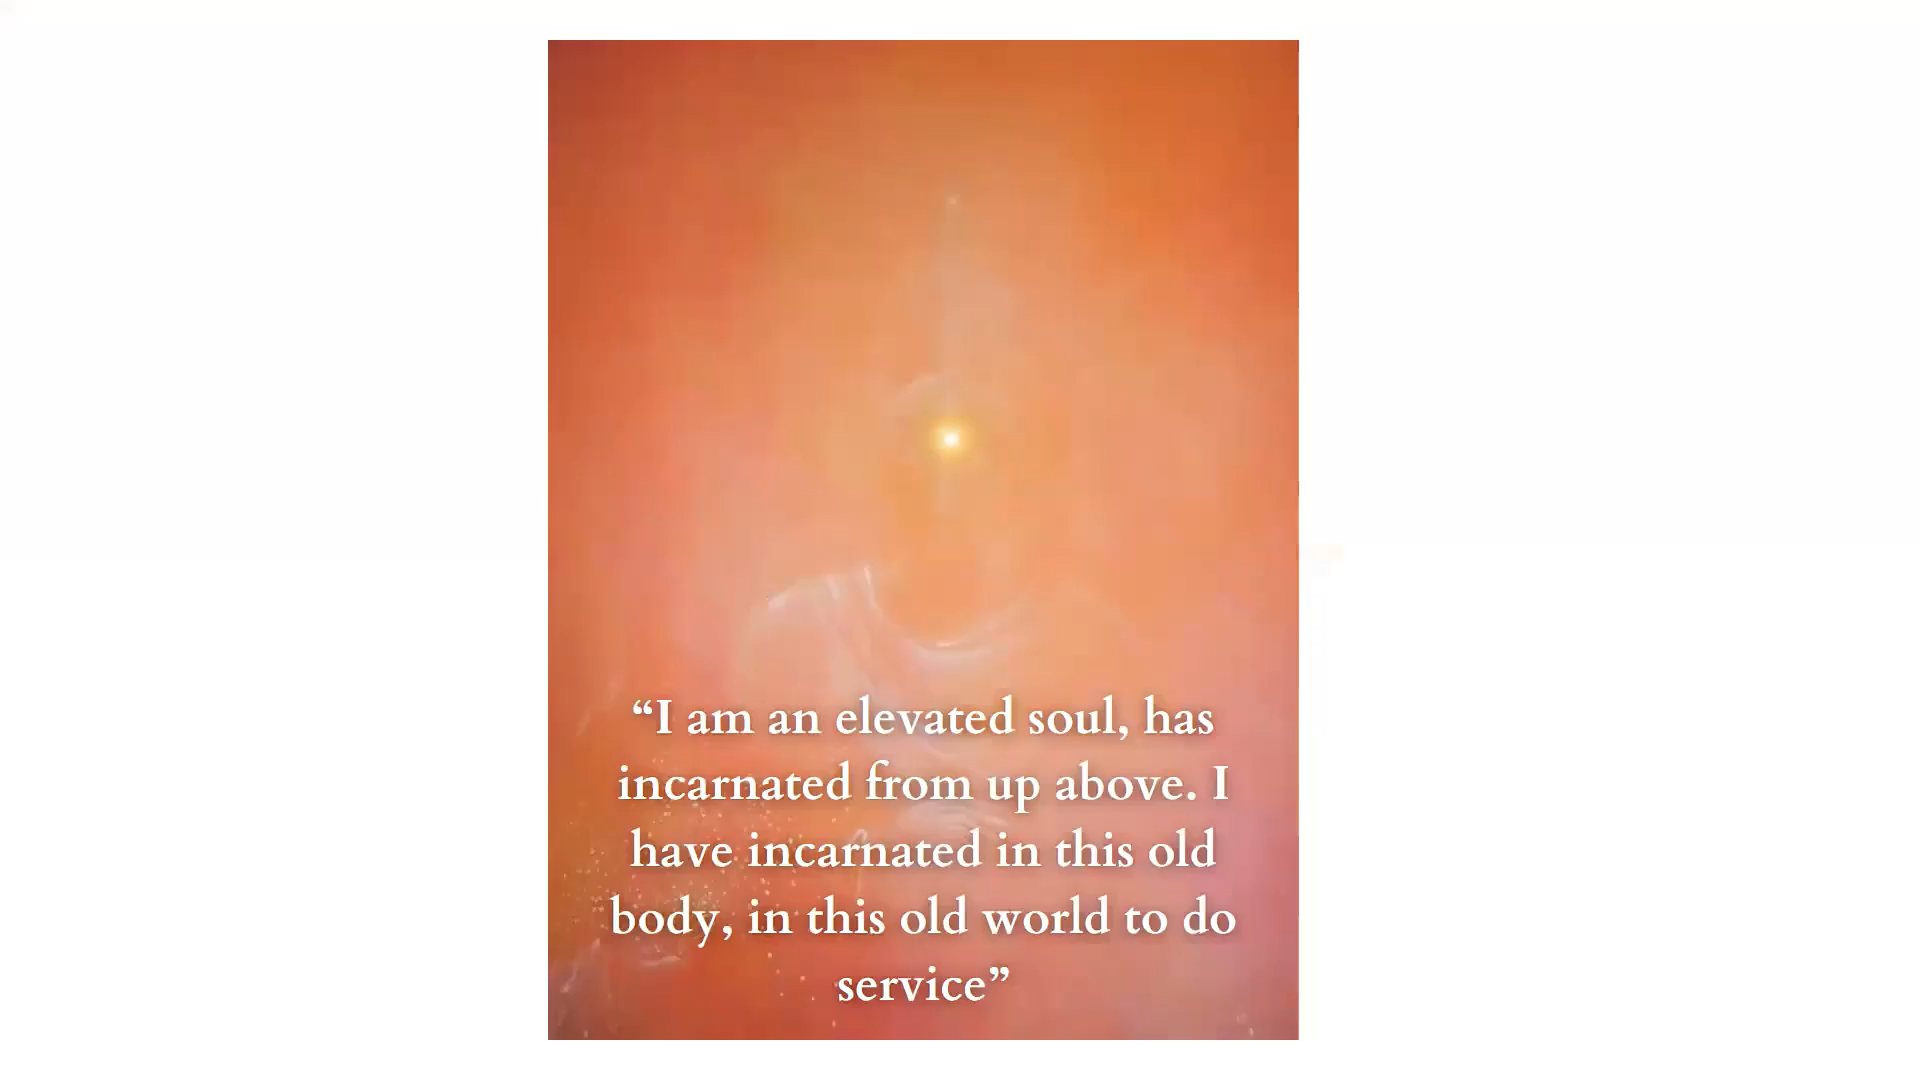 “I am an elevated soul, has
incarnated from up above. I
have incarnated in this old
body, in this old world to do
service”